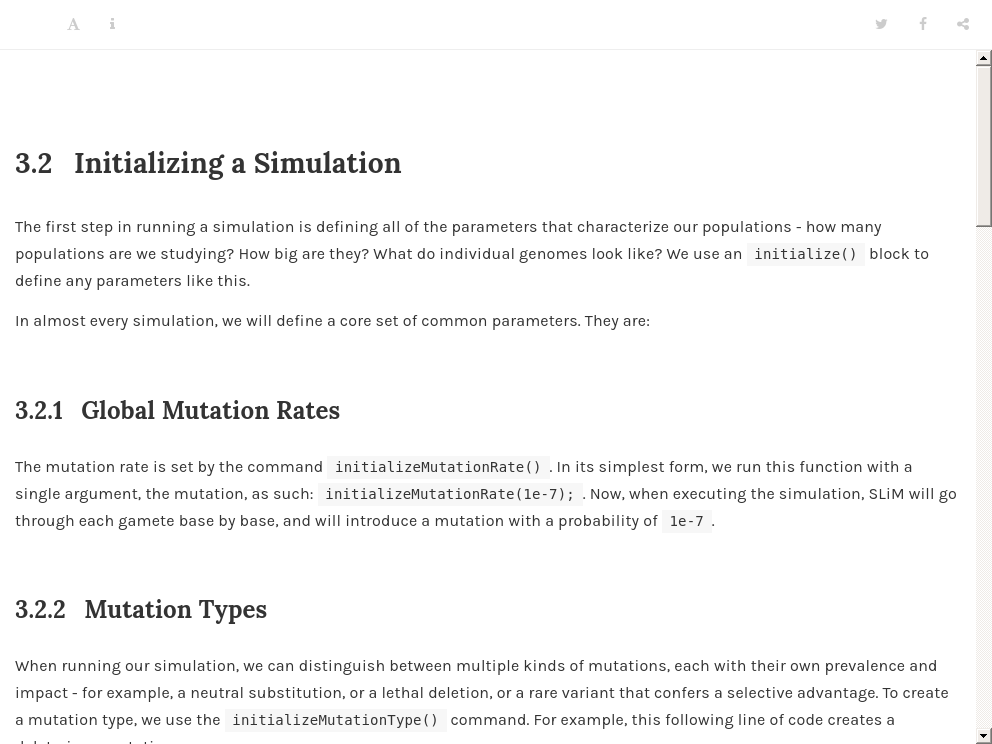 A i
3.2 Initializing a Simulation
The first step in running a simulation is defining all of the parameters that characterize our populations - how many
populations are we studying? How big are they? What do individual genomes look like? We use an initialize() block to
define any parameters like this.
In almost every simulation, we will define a core set of common parameters. They are:
3.2.1 Global Mutation Rates
The mutation rate is set by the command initializeMutationRate() . In its simplest form, we run this function with a
single argument, the mutation, as such: initializeMutationRate(1e-7); . Now, when executing the simulation, SLiM will go
through each gamete base by base, and will introduce a mutation with a probability of 1e-7 .
3.2.2 Mutation Types
When running our simulation, we can distinguish between multiple kinds of mutations, each with their own prevalence and
impact - for example, a neutral substitution, or a lethal deletion, or a rare variant that confers a selective advantage. To create
a mutation type, we use the initializeMutationType() command. For example, this following line of code creates a